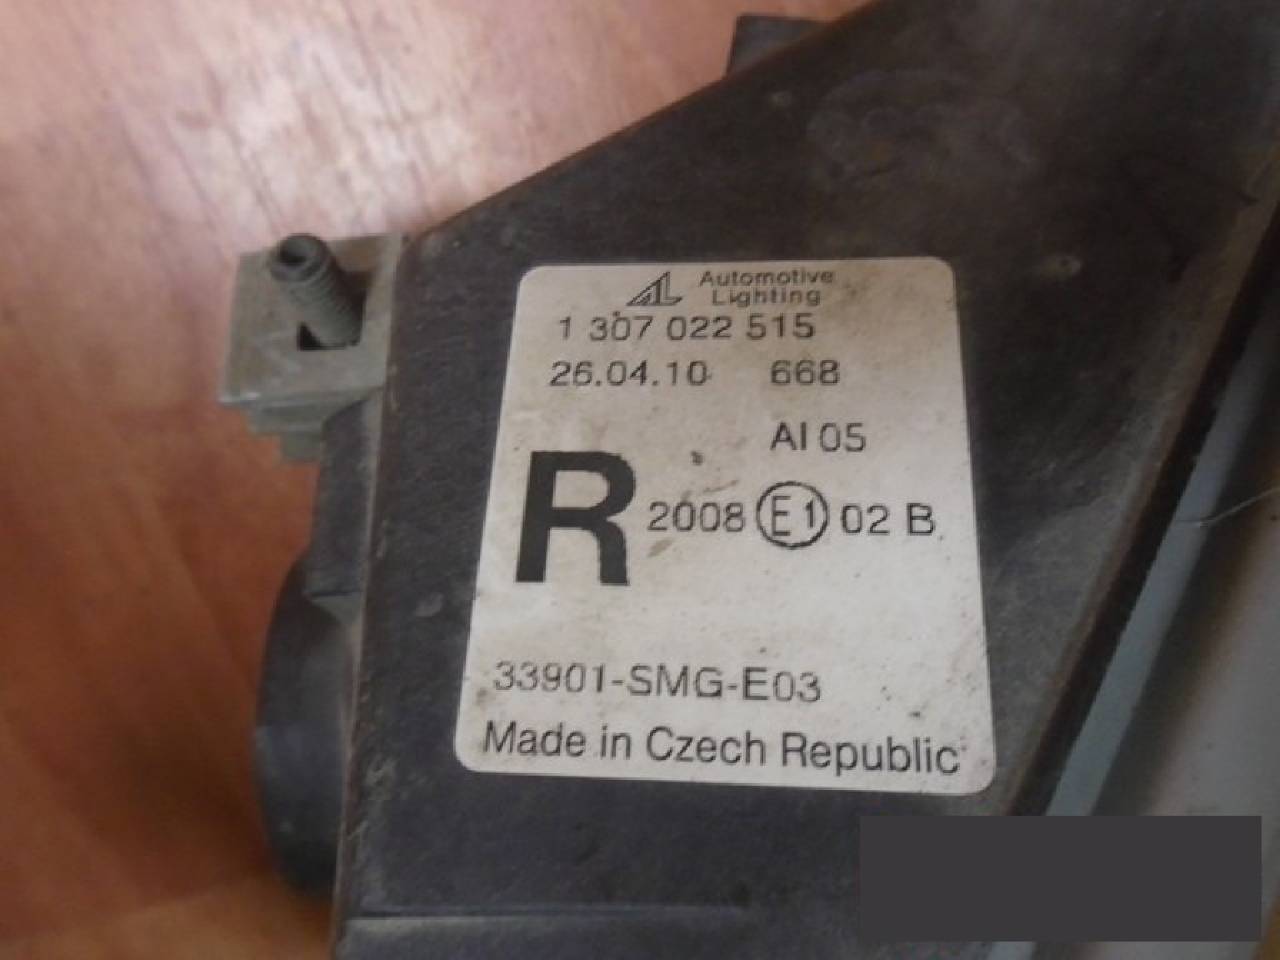 AL Automotive
Lighting
1 307 022 515
26.04.10 668
AI 05
R 2008 E1 02 B
33901-SMG-E03
Made in Czech Republic